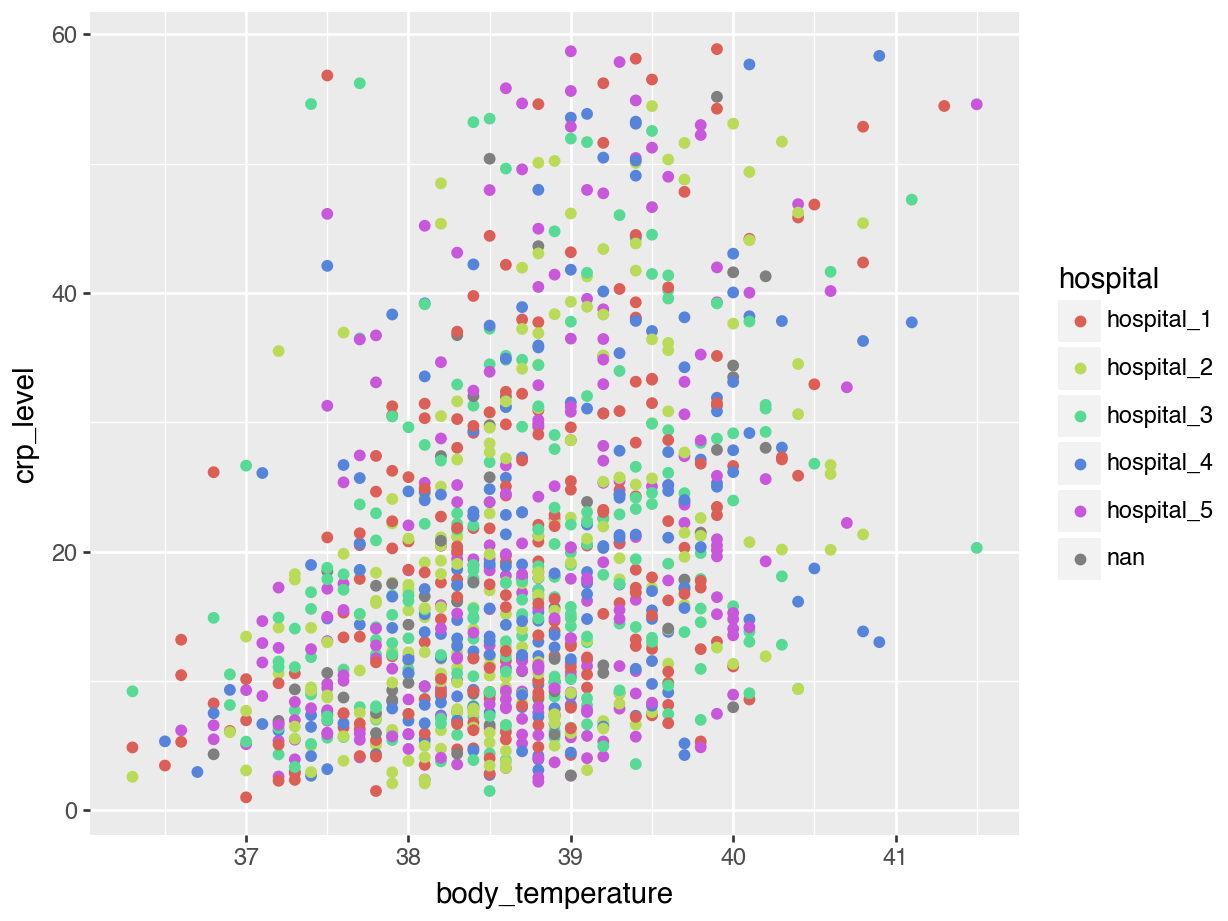 60
40
20
0
crp_level
37 38 39 40 41
body_temperature
hospital
hospital_1
hospital_2
hospital_3
hospital_4
hospital_5
nan